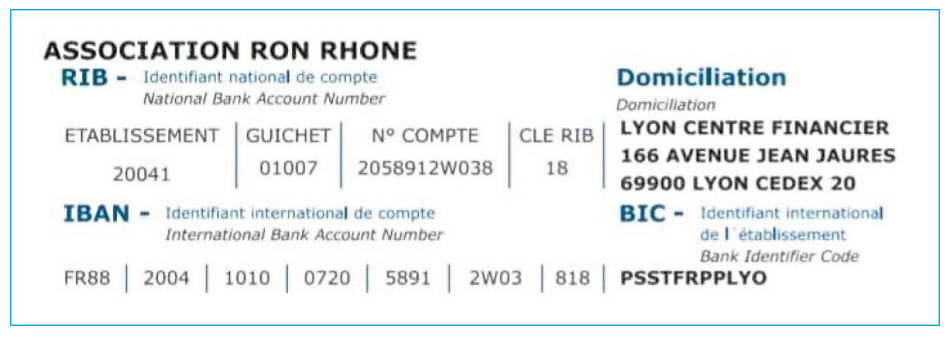 ASSOCIATION RON RHONE
RIB - Identifiant national de compte
National Bank Account Number
ETABLISSEMENT GUICHET N° COMPTE CLE RIB
20041 01007 2058912W038 18
Domiciliation
Domiciliation
LYON CENTRE FINANCIER
166 AVENUE JEAN JAURES
69900 LYON CEDEX 20
IBAN - Identifiant international de compte
International Bank Account Number
FR88 2004 1010 0720 5891 2W03 818
BIC - Identifiant international
de l´établissement
Bank Identifier Code
PSSTFRPPLYO